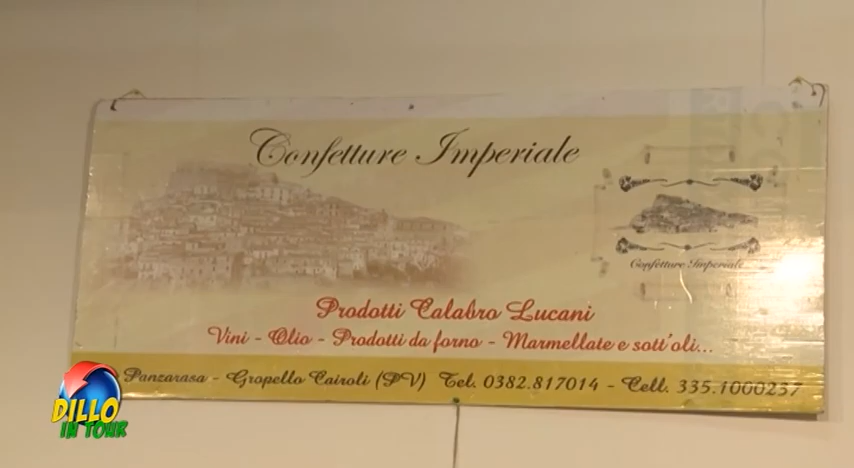 Confetture Imperiale
Confetture Imperiale
Prodotti Calabro Lucani
Vini - Olio - Prodotti da forno - Marmellate e sott'oli...
Panzarasa - Gropello Cairoli (PV) Tel. 0382.817014 - Cell. 335.1000237
DILLO
IN TOUR